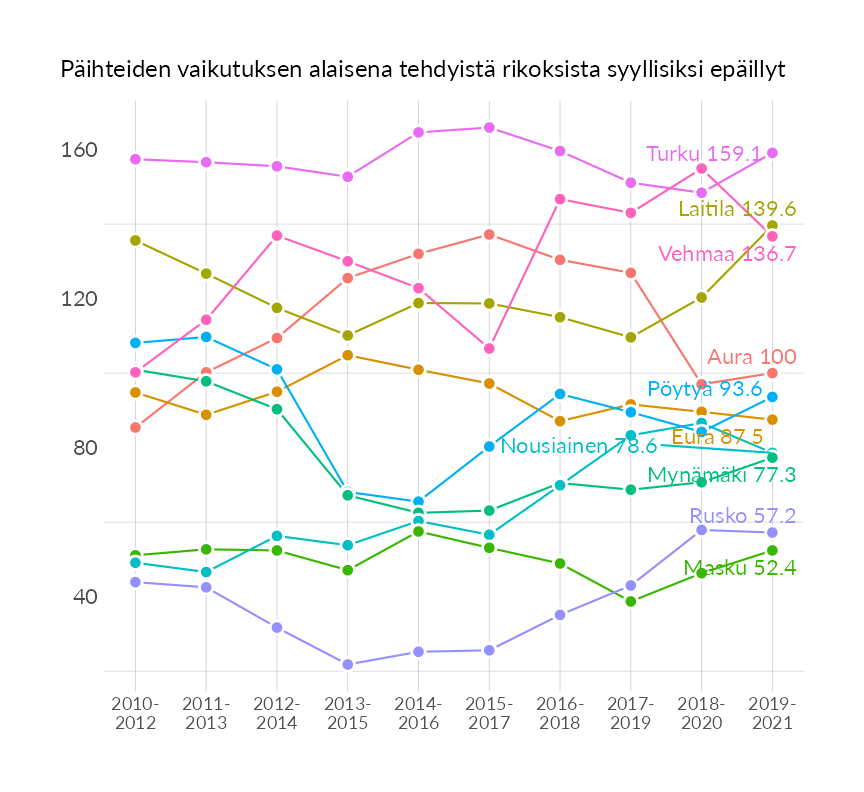 Päihteiden vaikutuksen alaisena tehdyistä rikoksista syyllisiksi epäillyt
160
120
80
40
Turku 159.1
Laitila 139.6
Vehmaa 136.7
Aura 100
Pöytyä 93.6
Eura 87.5
Nousiainen 78.6
Mynämäki 77.3
Rusko 57.2
Masku 52.4
2010-
2012
2011-
2013
2012-
2014
2013-
2015
2014-
2016
2015-
2017
2016-
2018
2017-
2019
2018-
2020
2019-
2021